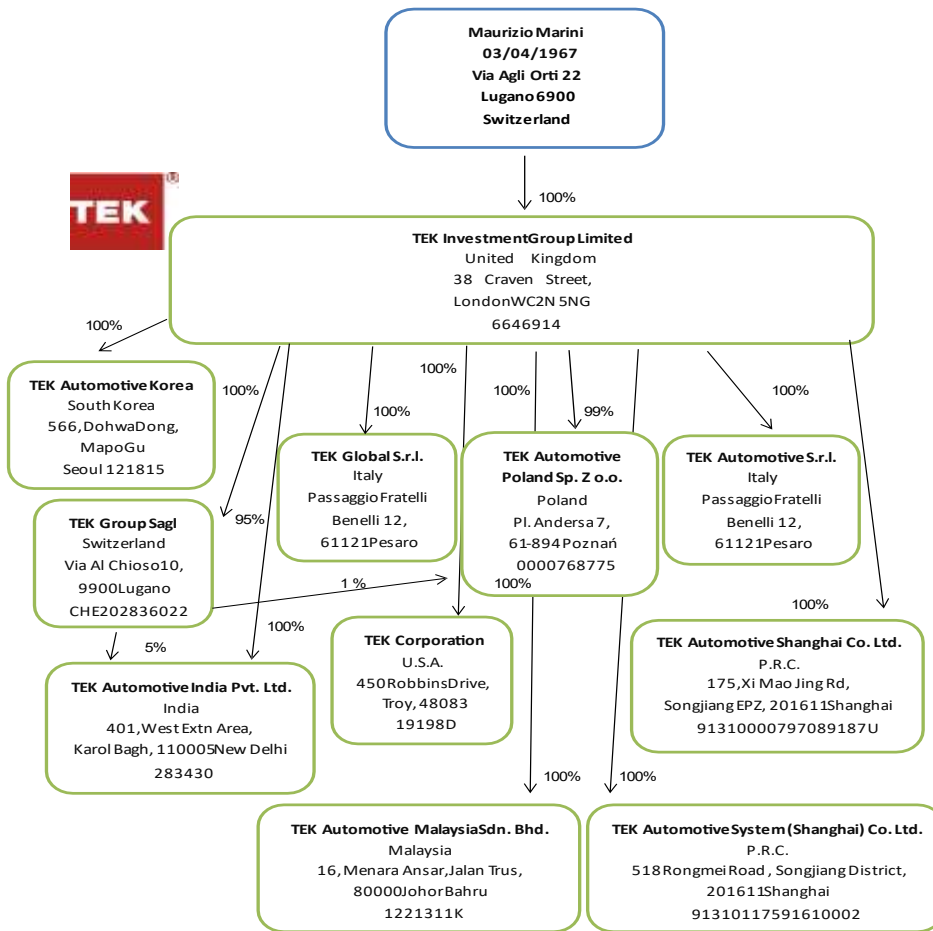 Maurizio Marini
03/04/1967
Via Agli Orti 22
Lugano 6900
Switzerland
100%
TEK
®
TEK Investment Group Limited
United Kingdom
38 Craven Street,
London WC2N 5NG
6646914
100%
TEK Automotive Korea
South Korea
566, Dohwa Dong,
Mapo Gu
Seoul 121815
100%
100%
TEK Global S.r.l.
Italy
Passaggio Fratelli
Benelli 12,
61121 Pesaro
100%
100%
99%
TEK Automotive
Poland Sp. Z o.o.
Poland
Pl. Andersa 7,
61-894 Poznań
0000768775
TEK Automotive S.r.l.
Italy
Passaggio Fratelli
Benelli 12,
61121 Pesaro
TEK Group Sagl
Switzerland
Via Al Chioso 10,
9900 Lugano
CHE202836022
95%
1 %
100%
5%
100%
100%
TEK Automotive India Pvt. Ltd.
India
401, West Extn Area,
Karol Bagh, 110005 New Delhi
283430
TEK Corporation
U.S.A.
450 Robbins Drive,
Troy, 48083
19198D
TEK Automotive Shanghai Co. Ltd.
P.R.C.
175, Xi Mao Jing Rd,
Songjiang EPZ, 201611 Shanghai
91310000797089187U
100%
100%
TEK Automotive Malaysia Sdn. Bhd.
Malaysia
16, Menara Ansar, Jalan Trus,
80000 Johor Bahru
1221311K
TEK Automotive System (Shanghai) Co. Ltd.
P.R.C.
518 Rongmei Road , Songjiang District,
201611 Shanghai
91310117591610002